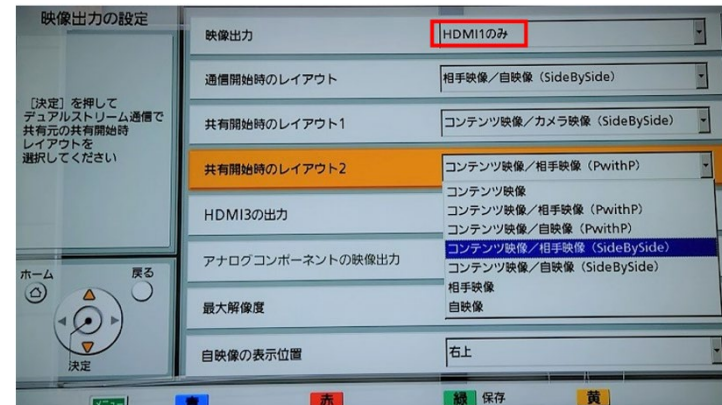 映像出力の設定
[決定] を押して
デュアルストリーム通信で
共有元の共有開始時
レイアウトを
選択してください
ホーム
戻る
決定
映像出力
HDMI1のみ
通信開始時のレイアウト
相手映像/自映像 (SideBySide)
共有開始時のレイアウト1
コンテンツ映像/カメラ映像 (SideBySide)
共有開始時のレイアウト2
コンテンツ映像/相手映像 (PwithP)
コンテンツ映像
コンテンツ映像/相手映像 (PwithP)
コンテンツ映像/自映像 (PwithP)
コンテンツ映像/相手映像 (SideBySide)
コンテンツ映像/自映像 (SideBySide)
相手映像
自映像
HDMI3の出力
アナログコンポーネントの映像出力
最大解像度
自映像の表示位置
右上
メニュー
青
赤
緑 保存
黄